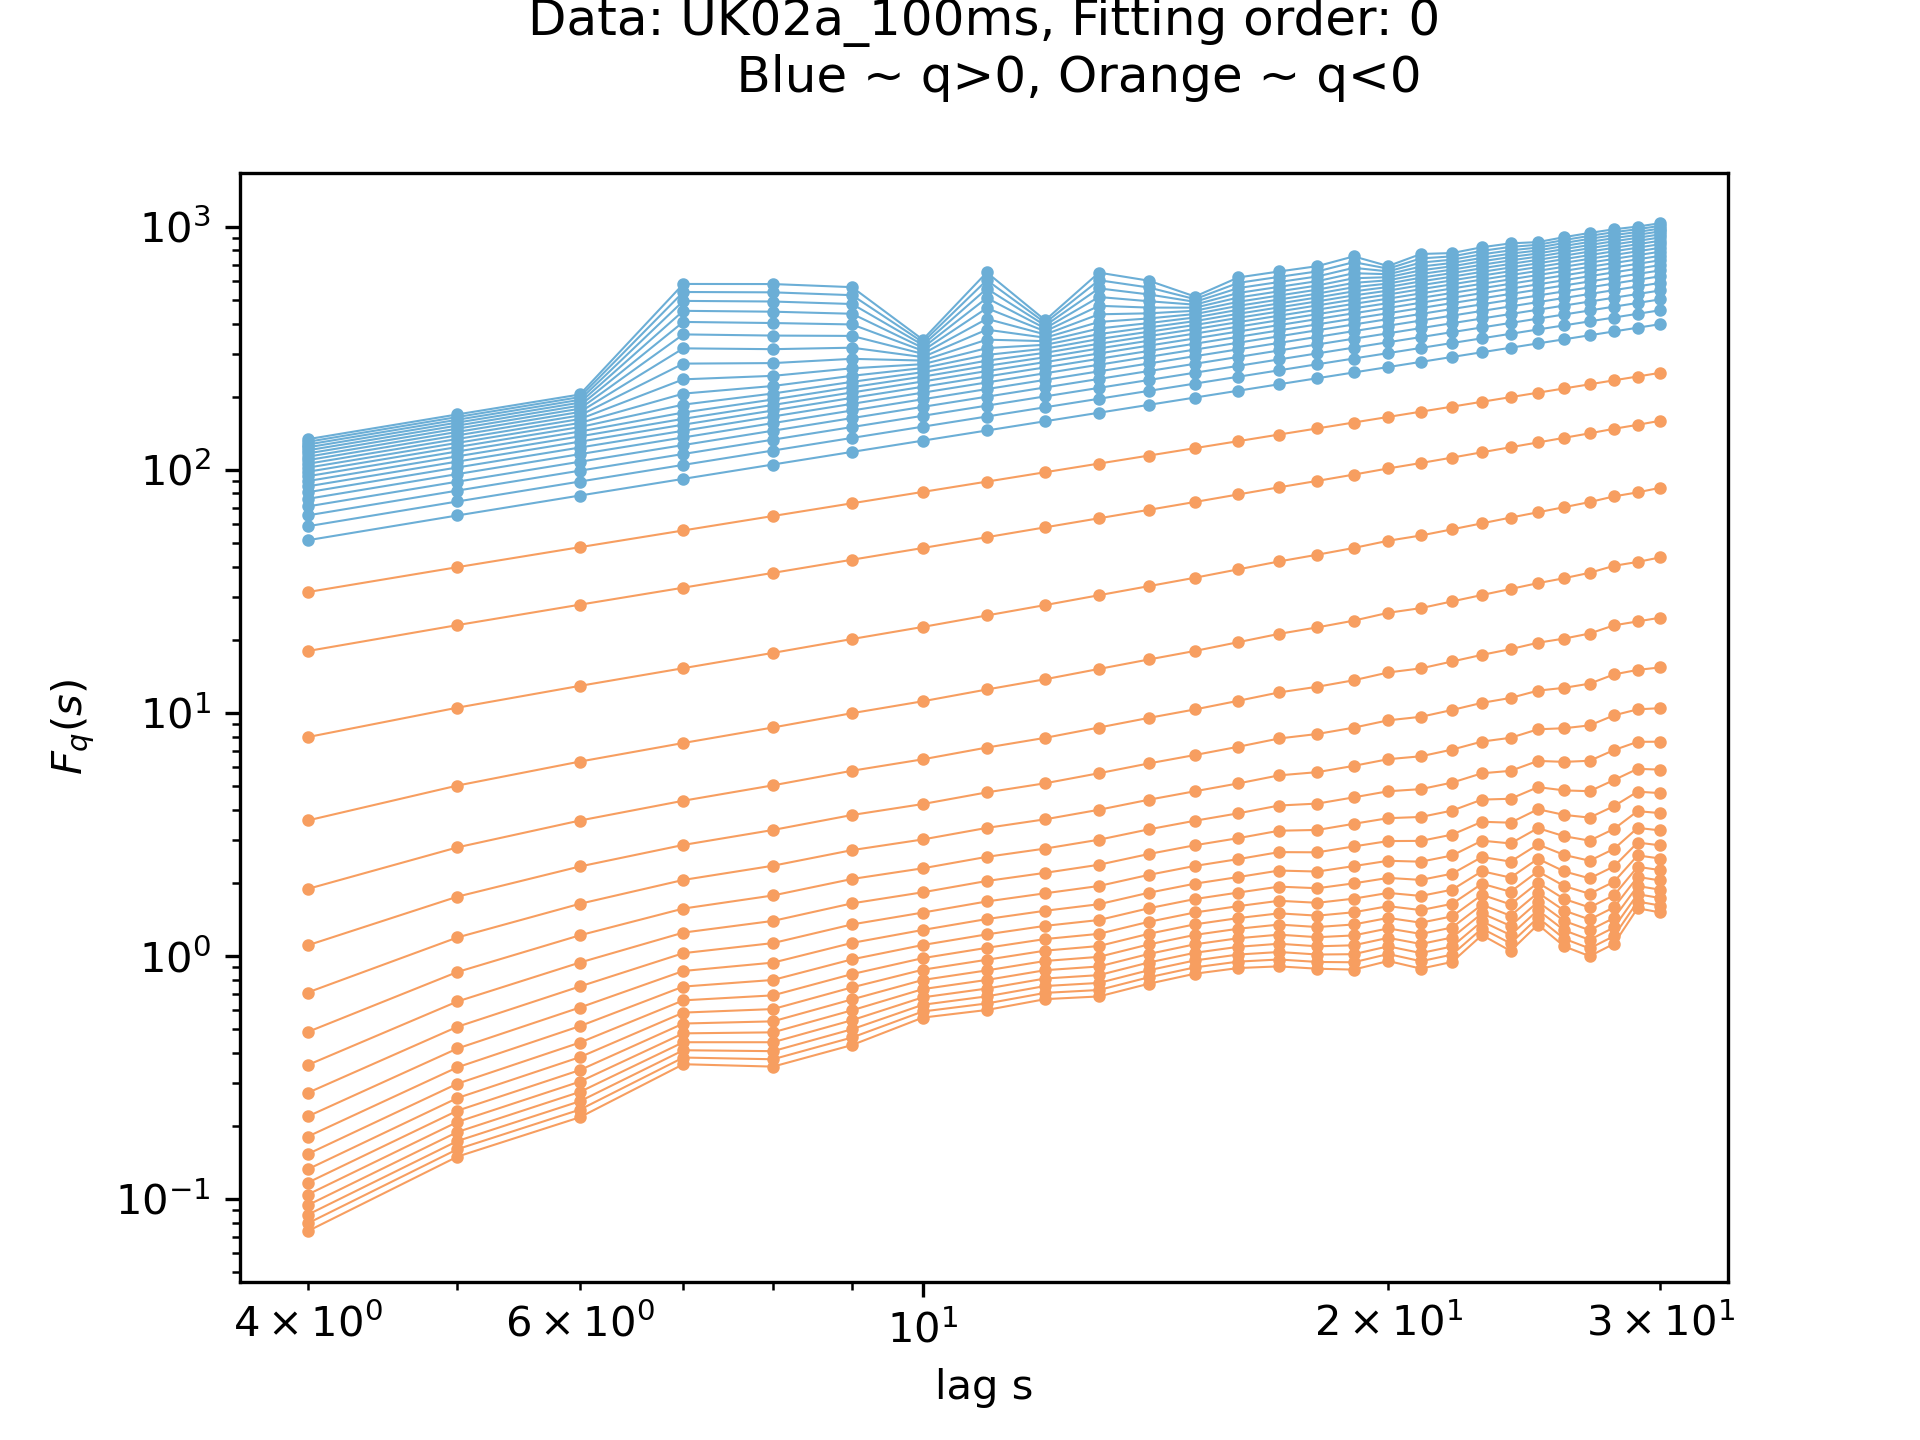 Data: UK02a_100ms, Fitting order: 0
Blue ~ q>0, Orange ~ q<0
10³
10²
10¹
10⁰
10⁻¹
F_q(s)
4 × 10⁰ 6 × 10⁰ 10¹ 2 × 10¹ 3 × 10¹
lag s